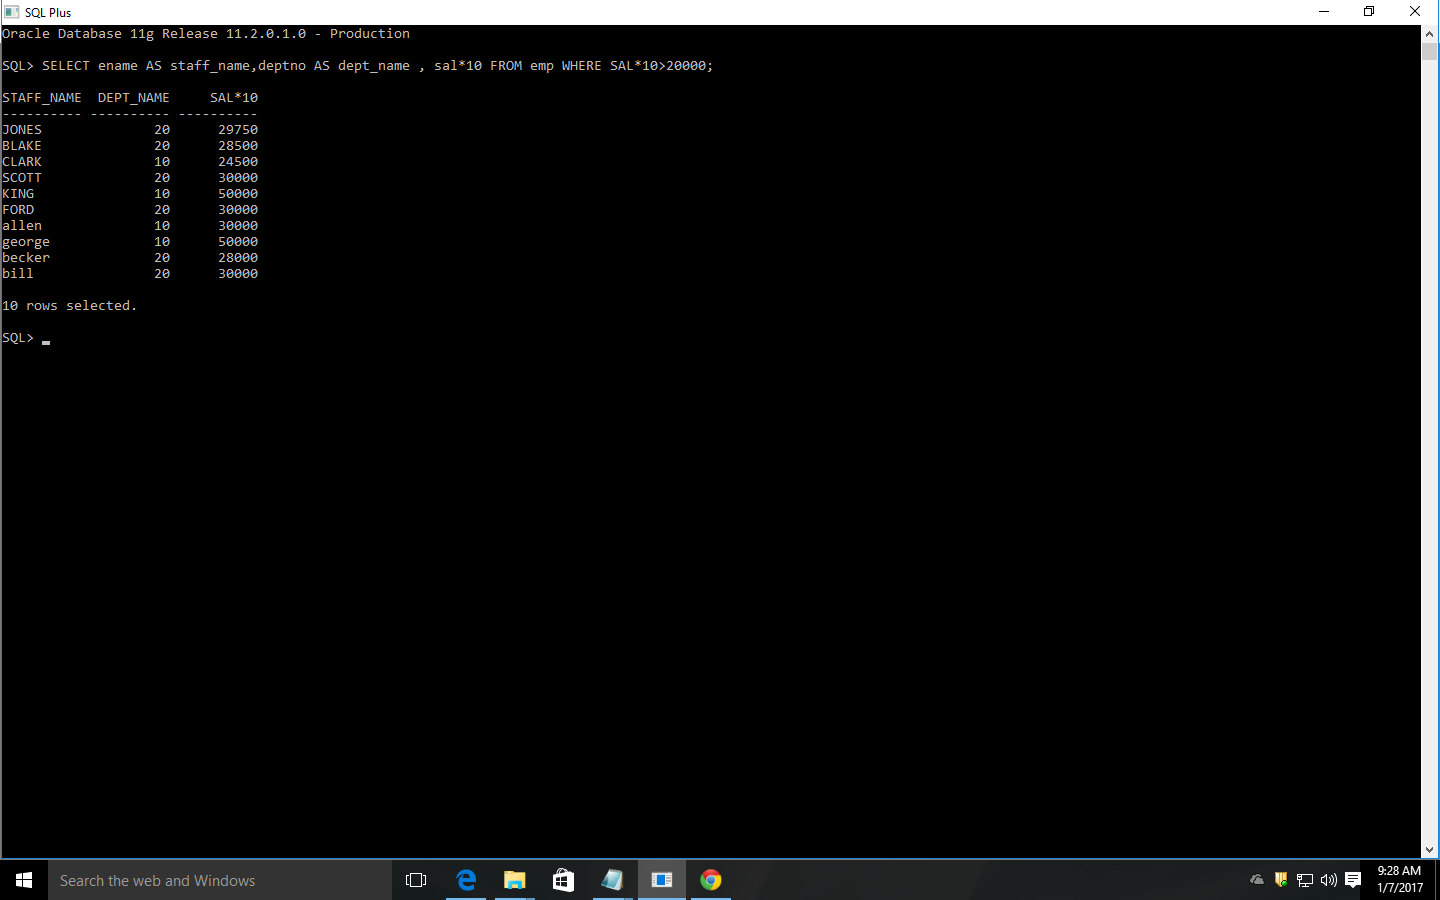 SQL Plus
Oracle Database 11g Release 11.2.0.1.0 - Production
SQL> SELECT ename AS staff_name,deptno AS dept_name , sal*10 FROM emp WHERE SAL*10>20000;
STAFF_NAME  DEPT_NAME     SAL*10
---------- ---------- ----------
JONES              20      29750
BLAKE              20      28500
CLARK              10      24500
SCOTT              20      30000
KING               10      50000
FORD               20      30000
allen              10      30000
george             10      50000
becker             20      28000
bill               20      30000
10 rows selected.
SQL>
Search the web and Windows
9:28 AM
1/7/2017